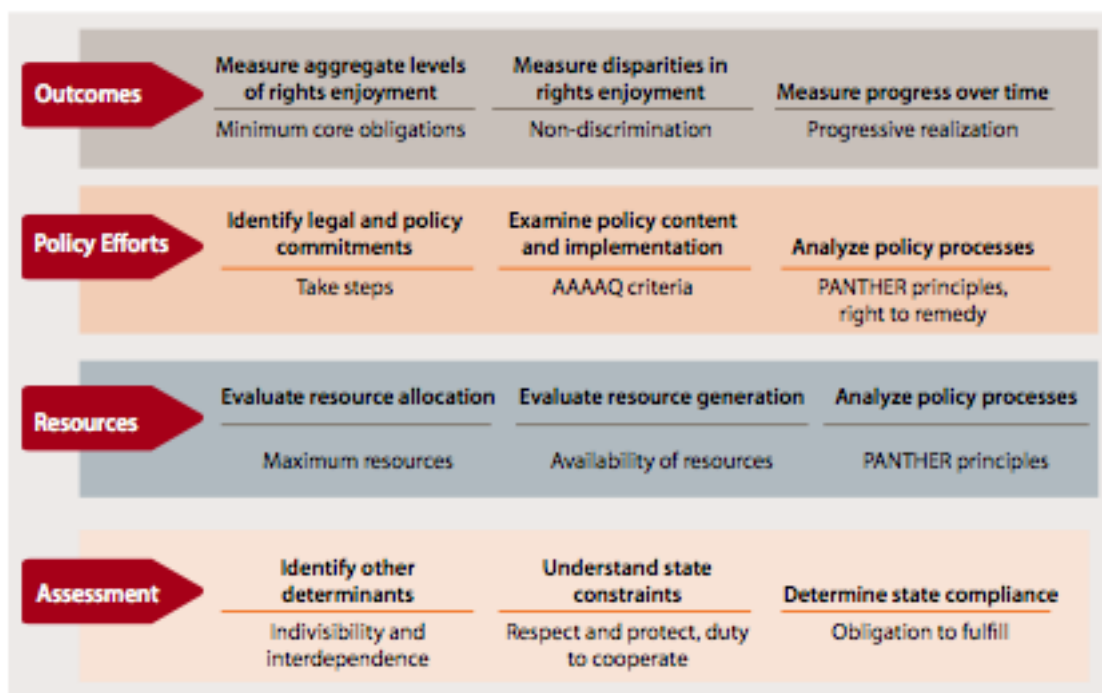 Outcomes
Measure aggregate levels
of rights enjoyment
Minimum core obligations
Measure disparities in
rights enjoyment
Non-discrimination
Measure progress over time
Progressive realization
Policy Efforts
Identify legal and policy
commitments
Take steps
Examine policy content
and implementation
AAAAQ criteria
Analyze policy processes
PANTHER principles,
right to remedy
Resources
Evaluate resource allocation
Maximum resources
Evaluate resource generation
Availability of resources
Analyze policy processes
PANTHER principles
Assessment
Identify other
determinants
Indivisibility and
interdependence
Understand state
constraints
Respect and protect, duty
to cooperate
Determine state compliance
Obligation to fulfill